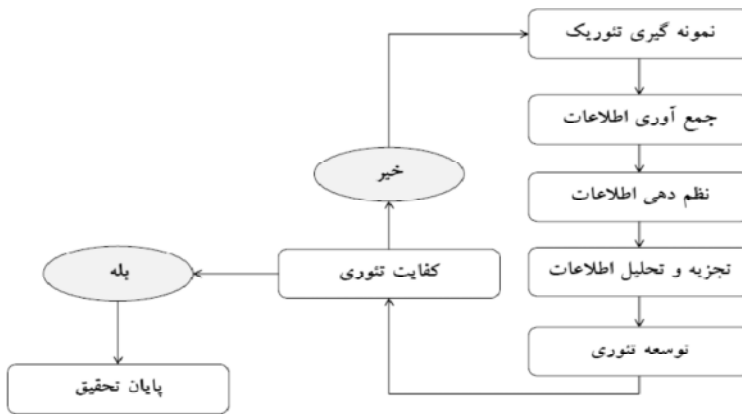 نمونه گیری تئوریک
جمع آوری اطلاعات
خیر
نظم دهی اطلاعات
تجزیه و تحلیل اطلاعات
کفایت تئوری
بله
توسعه تئوری
پایان تحقیق